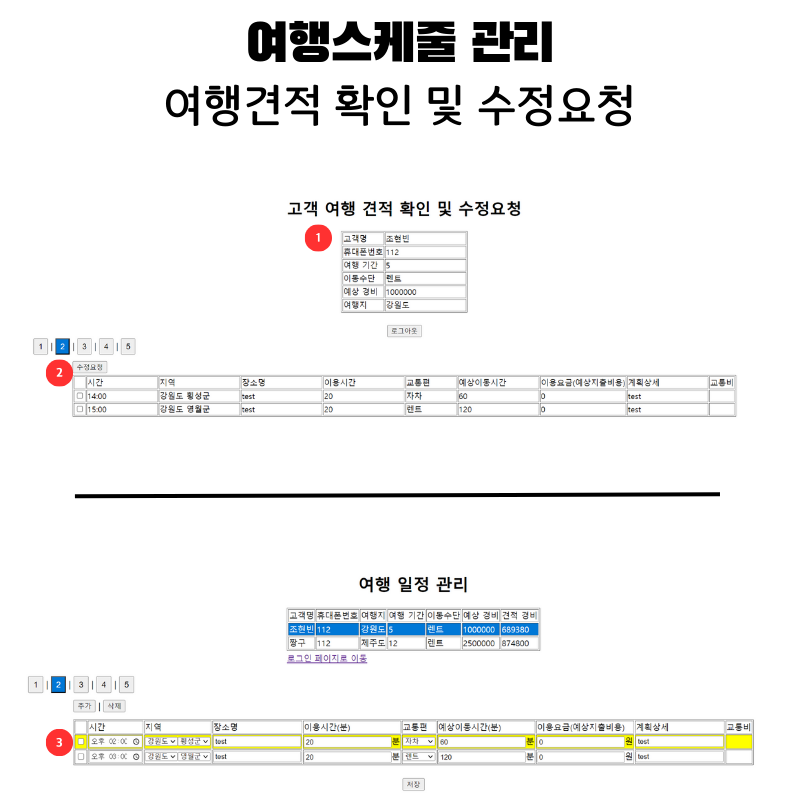 여행스케줄 관리
여행견적 확인 및 수정요청
고객 여행 견적 확인 및 수정요청
1
고객명 조현빈
휴대폰번호 112
여행 기간 5
이동수단 렌트
예상 경비 1000000
여행지 강원도
로그아웃
1 | 2 | 3 | 4 | 5
2
수정요청
시간 지역 장소명 이용시간 교통편 예상이동시간 이용요금(예상지출비용) 계획상세 교통비
14:00 강원도 횡성군 test 20 자차 60 0 test
15:00 강원도 영월군 test 20 렌트 120 0 test
여행 일정 관리
고객명 휴대폰번호 여행지 여행 기간 이동수단 예상 경비 견적 경비
조현빈 112 강원도 5 렌트 1000000 689380
짱구 112 제주도 12 렌트 2500000 874800
로그인 페이지로 이동
1 | 2 | 3 | 4 | 5
추가 | 삭제
3
시간 지역 장소명 이용시간(분) 교통편 예상이동시간(분) 이용요금(예상지출비용) 계획상세 교통비
오후 02:00 강원도 횡성군 test 20 분 자차 60 분 0 원 test
오후 03:00 강원도 영월군 test 20 분 렌트 120 분 0 원 test
저장